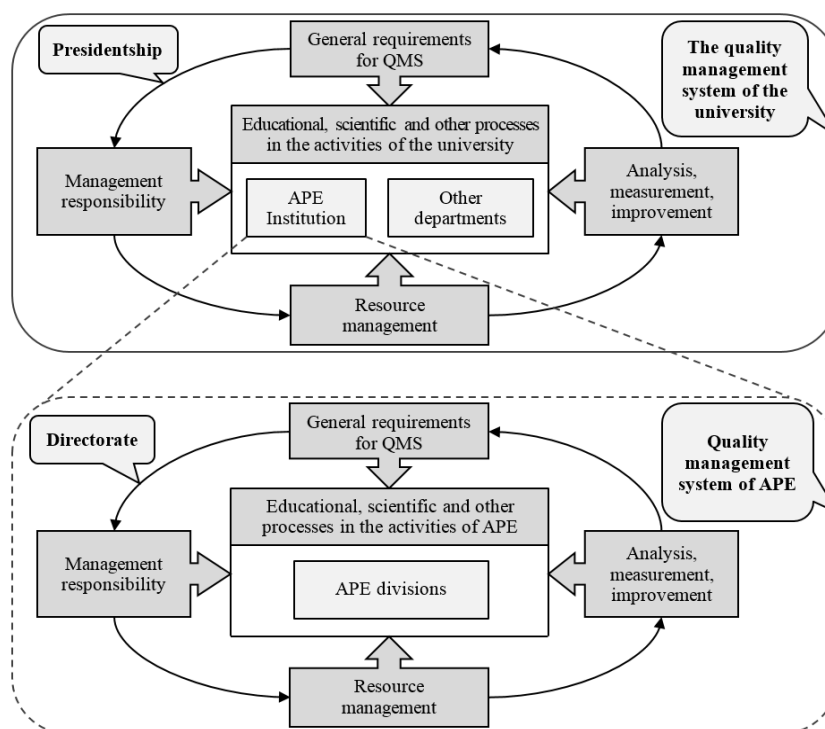 Presidentship
General requirements
for QMS
The quality
management
system of the
university
Educational, scientific and other processes
in the activities of the university
Management
responsibility
APE
Institution
Other
departments
Analysis,
measurement,
improvement
Resource
management
Directorate
General requirements
for QMS
Quality
management
system of APE
Educational, scientific and other
processes in the activities of APE
Management
responsibility
APE divisions
Analysis,
measurement,
improvement
Resource
management